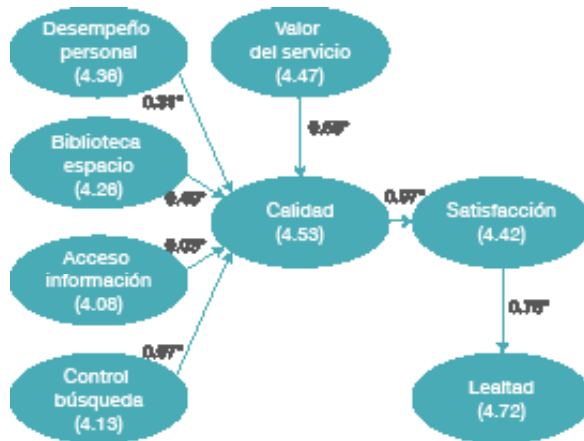 Desempeño
personal
(4.36)
Valor
del servicio
(4.47)
Biblioteca
espacio
(4.26)
Calidad
(4.53)
Satisfacción
(4.42)
Acceso
información
(4.08)
Control
búsqueda
(4.13)
Lealtad
(4.72)